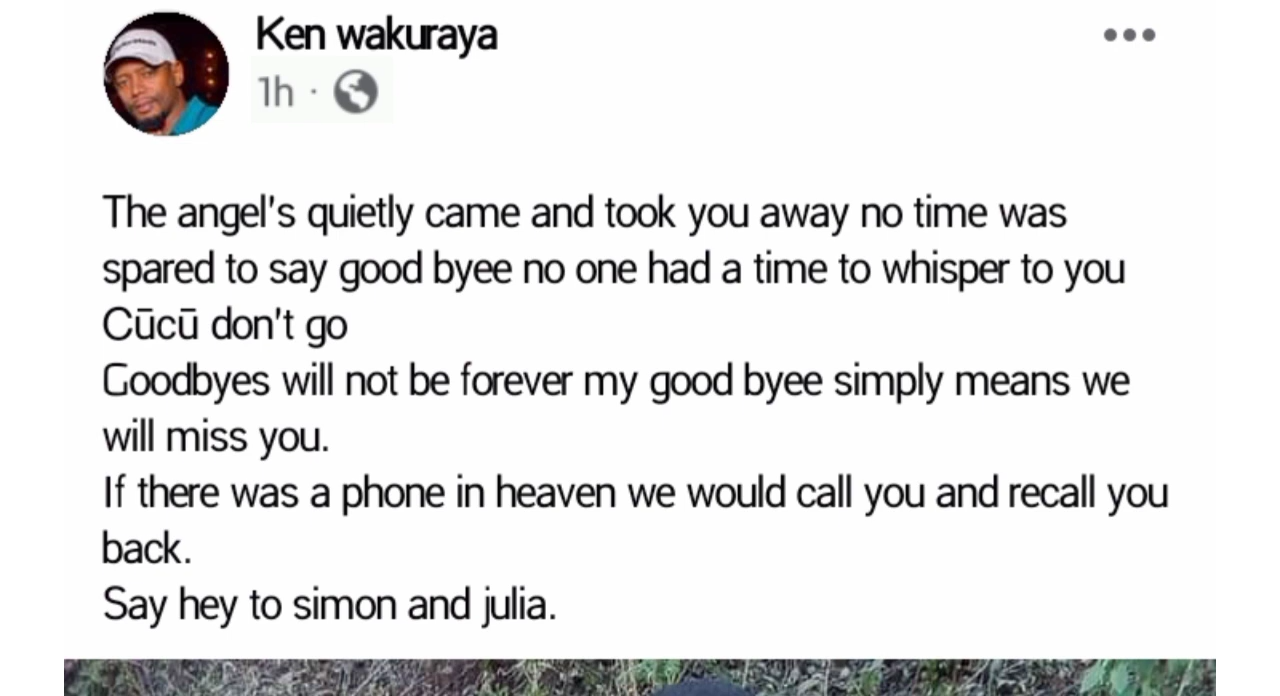 Ken wakuraya
1h ·
The angel's quietly came and took you away no time was
spared to say good byee no one had a time to whisper to you
Cūcū don't go
Goodbyes will not be forever my good byee simply means we
will miss you.
If there was a phone in heaven we would call you and recall you
back.
Say hey to simon and julia.